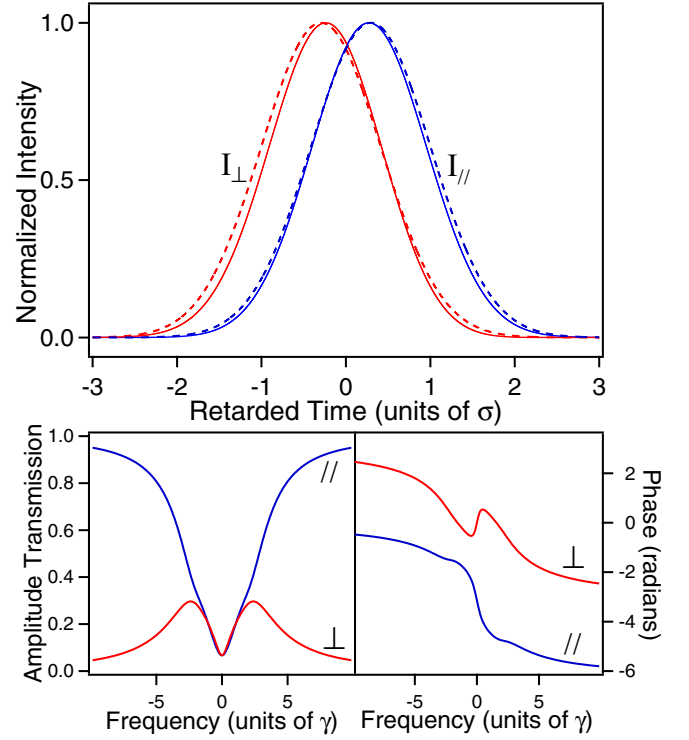 1.0
0.5
0.0
Normalized Intensity
I⊥
I//
-3 -2 -1 0 1 2 3
Retarded Time (units of σ)
1.0
0.8
0.6
0.4
0.2
0.0
Amplitude Transmission
//
⊥
-5 0 5
Frequency (units of γ)
2
0
-2
-4
-6
Phase (radians)
⊥
//
-5 0 5
Frequency (units of γ)